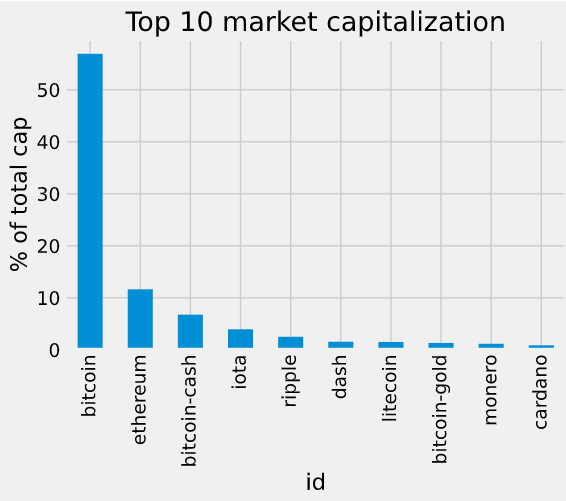 Top 10 market capitalization
% of total cap
50
40
30
20
10
0
bitcoin
ethereum
bitcoin-cash
iota
ripple
dash
litecoin
bitcoin-gold
monero
cardano
id